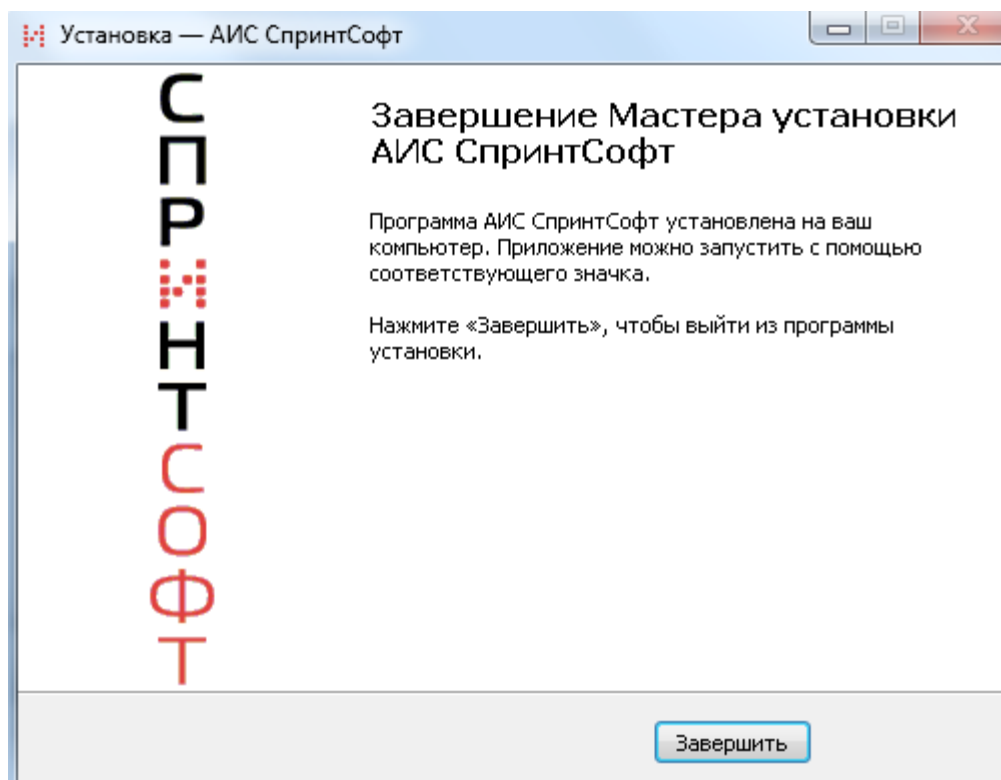 Установка — АИС СпринтСофт
СПРИНТСОФТ
Завершение Мастера установки
АИС СпринтСофт
Программа АИС СпринтСофт установлена на ваш
компьютер. Приложение можно запустить с помощью
соответствующего значка.
Нажмите «Завершить», чтобы выйти из программы
установки.
Завершить